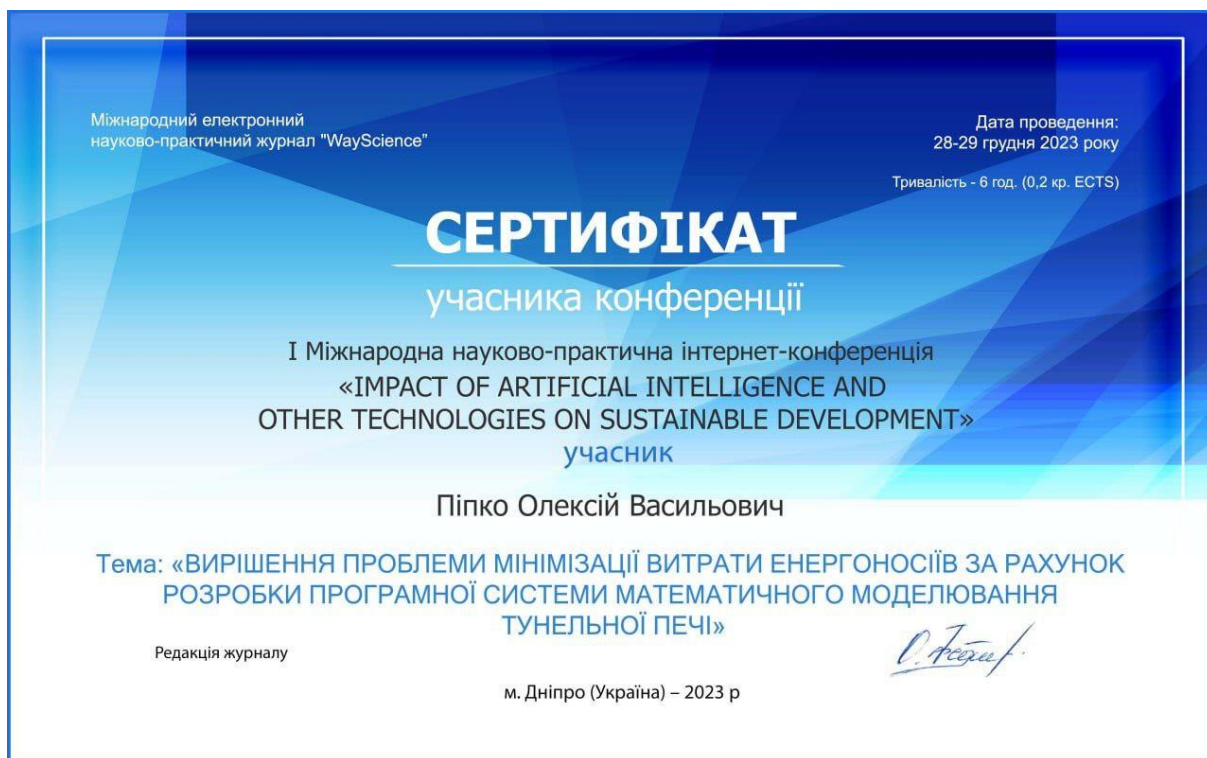 Міжнародний електронний
науково-практичний журнал "WayScience”
Дата проведення:
28-29 грудня 2023 року
Тривалість - 6 год. (0,2 кр. ECTS)
СЕРТИФІКАТ
учасника конференції
І Міжнародна науково-практична інтернет-конференція
«IMPACT OF ARTIFICIAL INTELLIGENCE AND
OTHER TECHNOLOGIES ON SUSTAINABLE DEVELOPMENT»
учасник
Піпко Олексій Васильович
Тема: «ВИРІШЕННЯ ПРОБЛЕМИ МІНІМІЗАЦІЇ ВИТРАТИ ЕНЕРГОНОСІЇВ ЗА РАХУНОК
РОЗРОБКИ ПРОГРАМНОЇ СИСТЕМИ МАТЕМАТИЧНОГО МОДЕЛЮВАННЯ
ТУНЕЛЬНОЇ ПЕЧІ»
Редакція журналу
м. Дніпро (Україна) – 2023 р